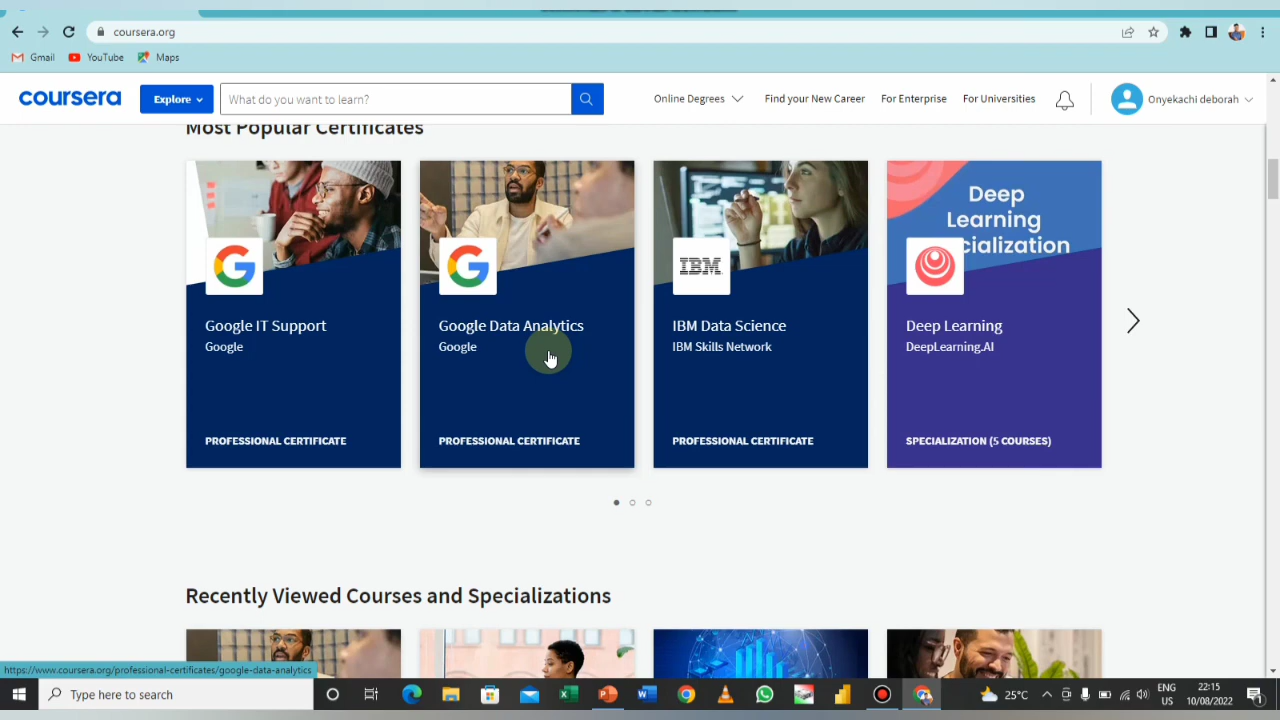 coursera.org
Gmail YouTube Maps
coursera Explore What do you want to learn? Online Degrees Find your New Career For Enterprise For Universities Onyekachi deborah
Most Popular Certificates
Deep
Learning
cialization
IBM
Google IT Support
Google
PROFESSIONAL CERTIFICATE
Google Data Analytics
Google
PROFESSIONAL CERTIFICATE
IBM Data Science
IBM Skills Network
PROFESSIONAL CERTIFICATE
Deep Learning
DeepLearning.AI
SPECIALIZATION (5 COURSES)
Recently Viewed Courses and Specializations
https://www.coursera.org/professional-certificates/google-data-analytics
Type here to search
25°C
ENG
US
22:15
10/08/2022
1